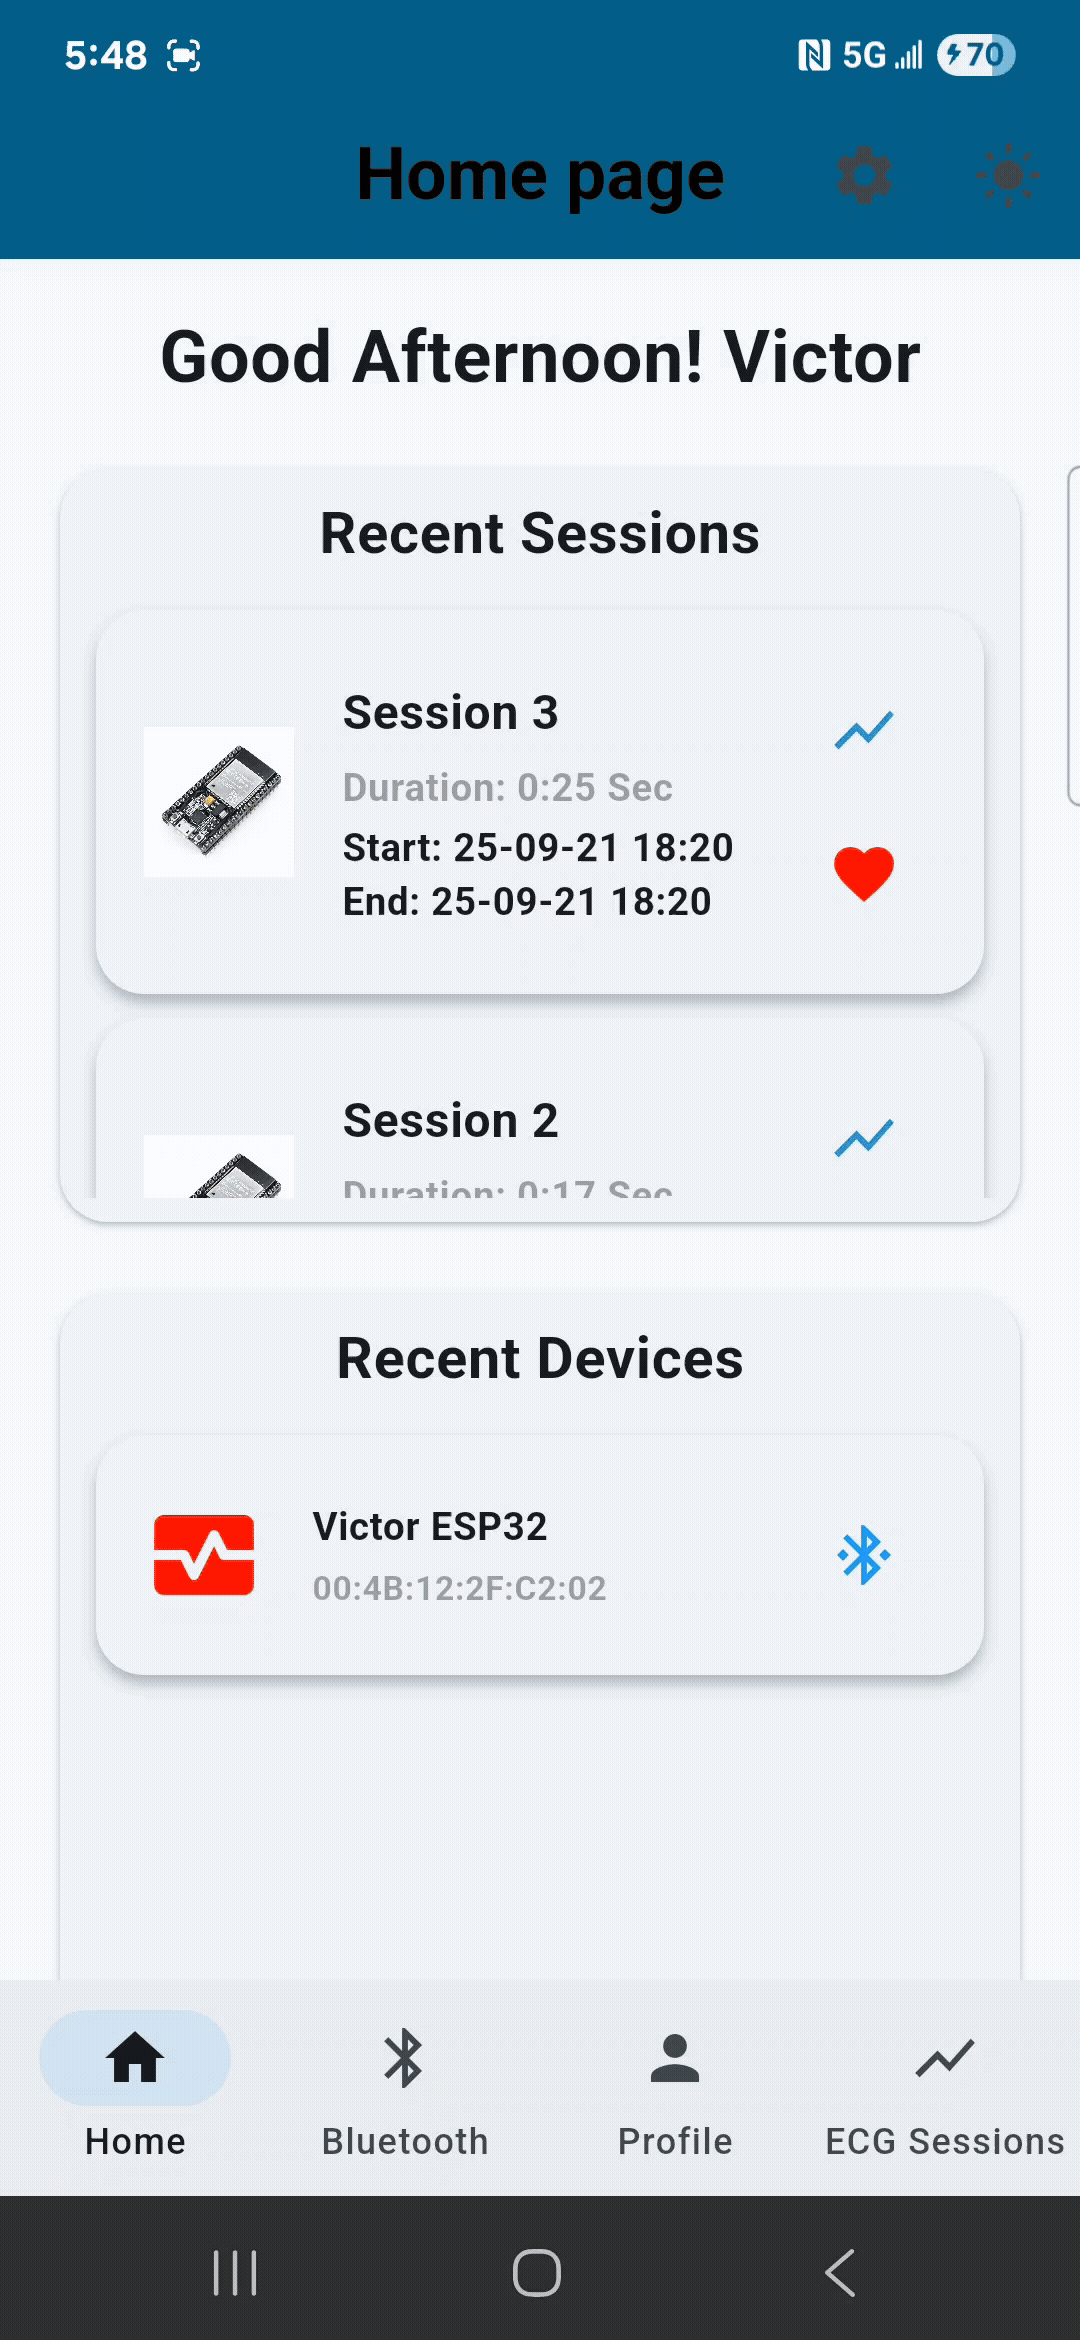 5:48 5G 70
Home page
Good Afternoon! Victor
Recent Sessions
Session 3
Duration: 0:25 Sec
Start: 25-09-21 18:20
End: 25-09-21 18:20
Session 2
Duration: 0:17 Sec
Recent Devices
Victor ESP32
00:4B:12:2F:C2:02
Home Bluetooth Profile ECG Sessions